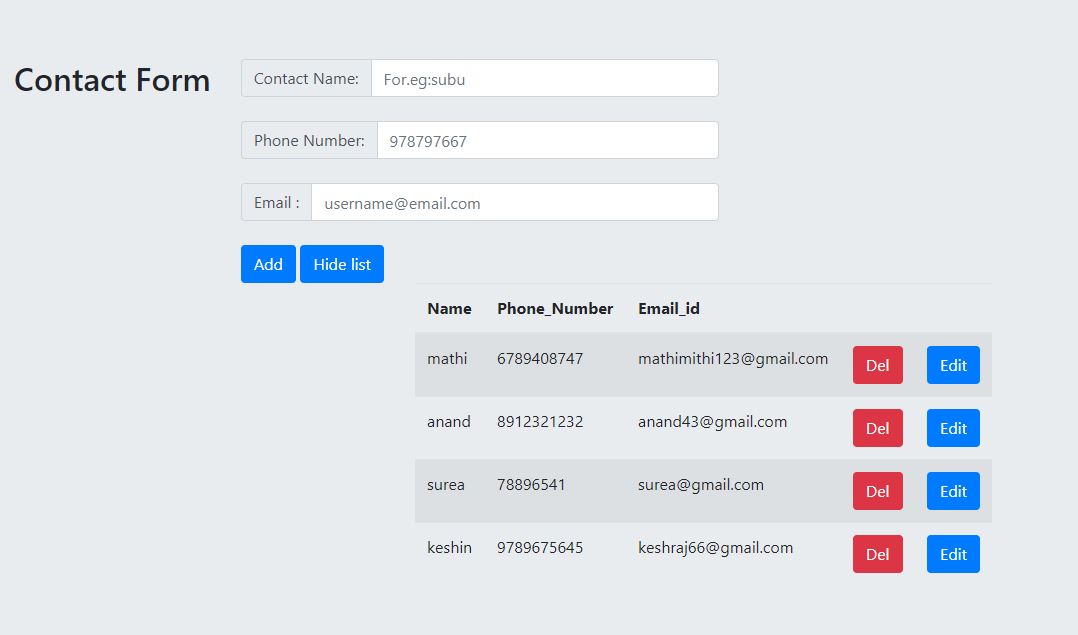 Contact Form
Contact Name: For.eg:subu
Phone Number: 978797667
Email : username@email.com
Add Hide list
Name Phone_Number Email_id
mathi 6789408747 mathimithi123@gmail.com Del Edit
anand 8912321232 anand43@gmail.com Del Edit
surea 78896541 surea@gmail.com Del Edit
keshin 9789675645 keshraj66@gmail.com Del Edit